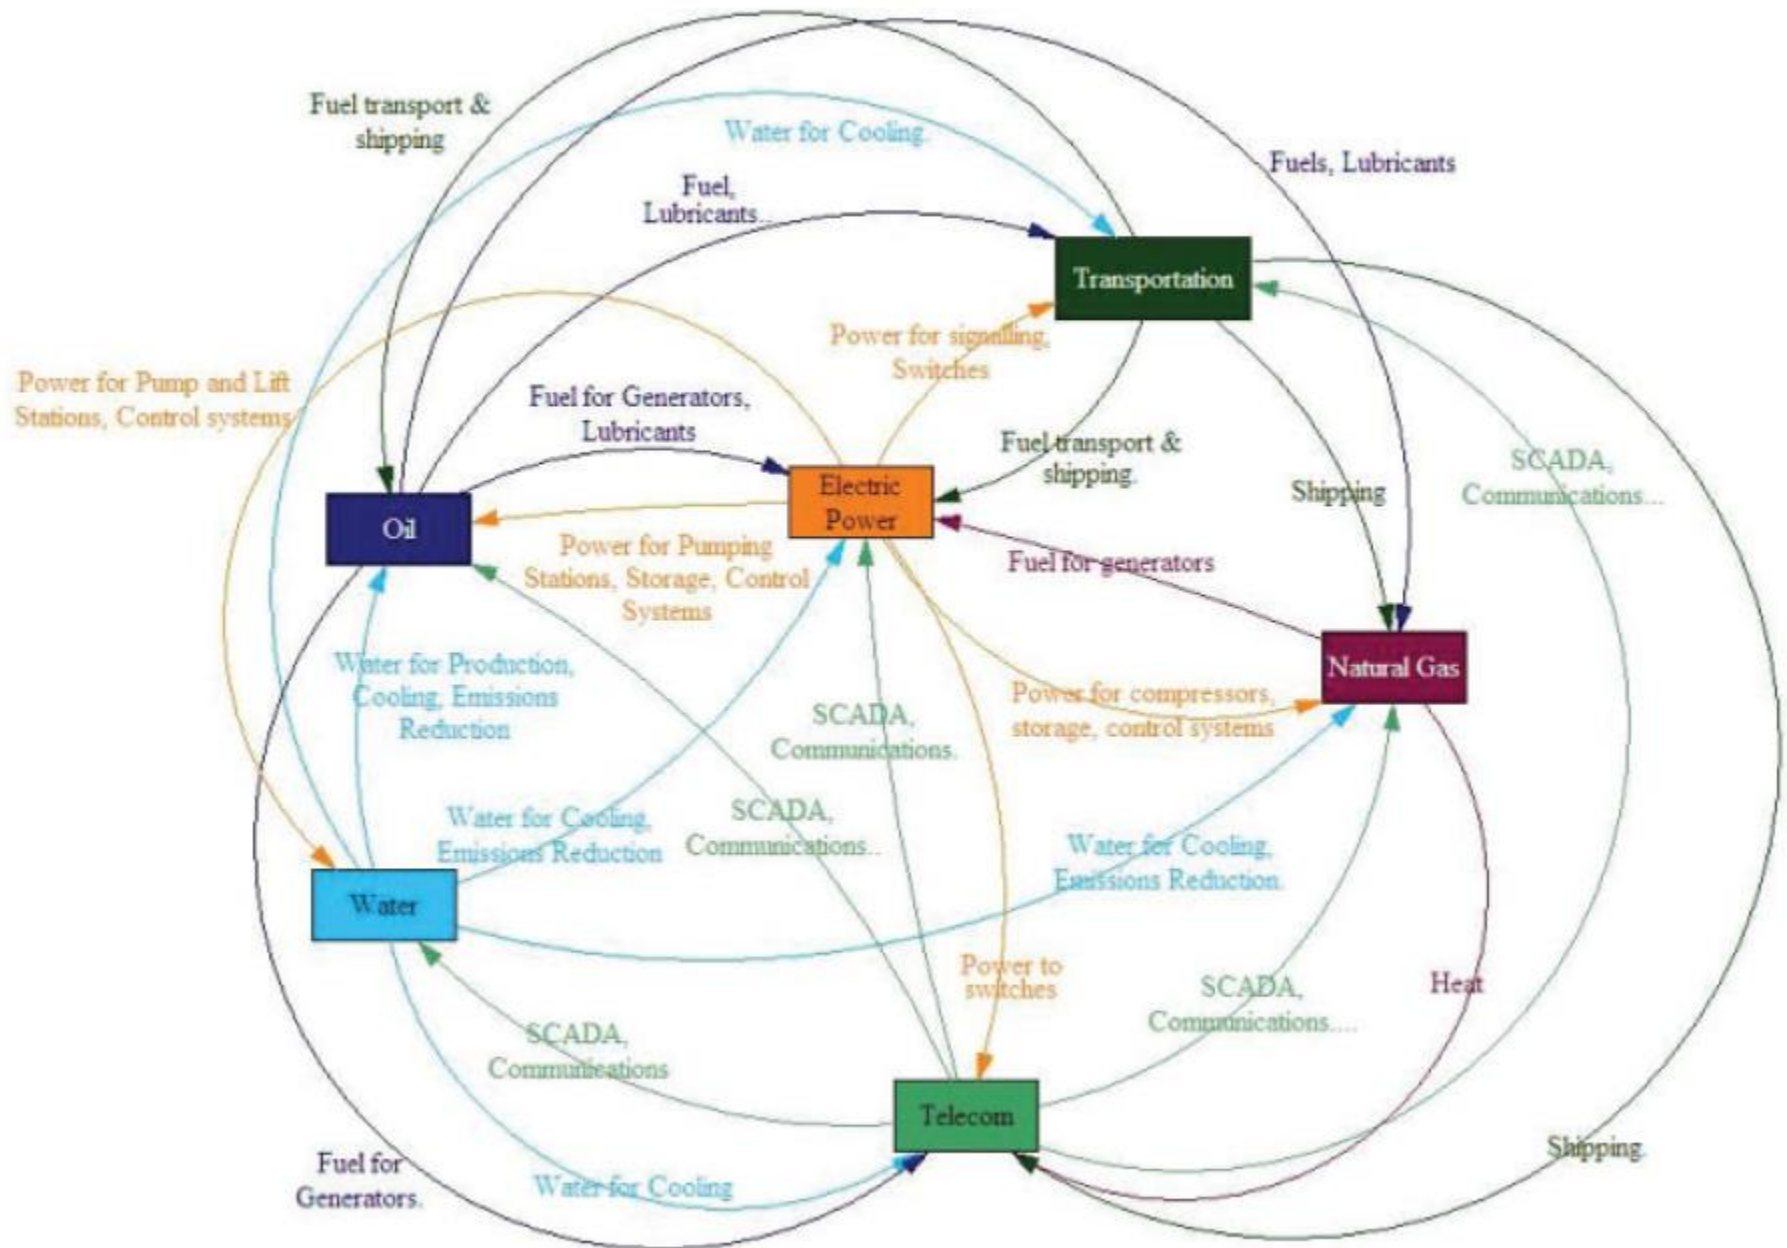 Fuel transport &
shipping
Water for Cooling.
Fuels, Lubricants
Fuel,
Lubricants..
Transportation
Power for signalling,
Switches
Power for Pump and Lift
Stations, Control systems
Fuel for Generators,
Lubricants
Fuel transport &
shipping.
SCADA,
Communications...
Electric
Power
Shipping
Oil
Power for Pumping
Stations, Storage, Control
Systems
Fuel for generators
Natural Gas
Water for Production,
Cooling, Emissions
Reduction
Power for compressors,
storage, control systems
SCADA,
Communications.
SCADA,
Communications..
Water for Cooling,
Emissions Reduction
Water for Cooling,
Emissions Reduction.
Water
Power to
switches
Heat
SCADA,
Communications....
SCADA,
Communications
Telecom
Shipping.
Fuel for
Generators.
Water for Cooling